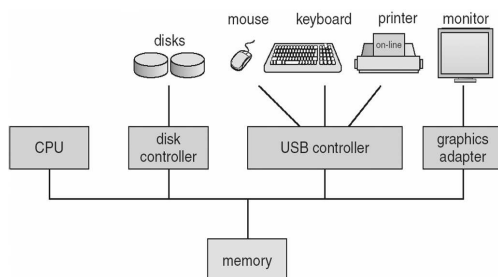 mouse
keyboard
printer
monitor
disks
on-line
CPU
disk
controller
USB controller
graphics
adapter
memory